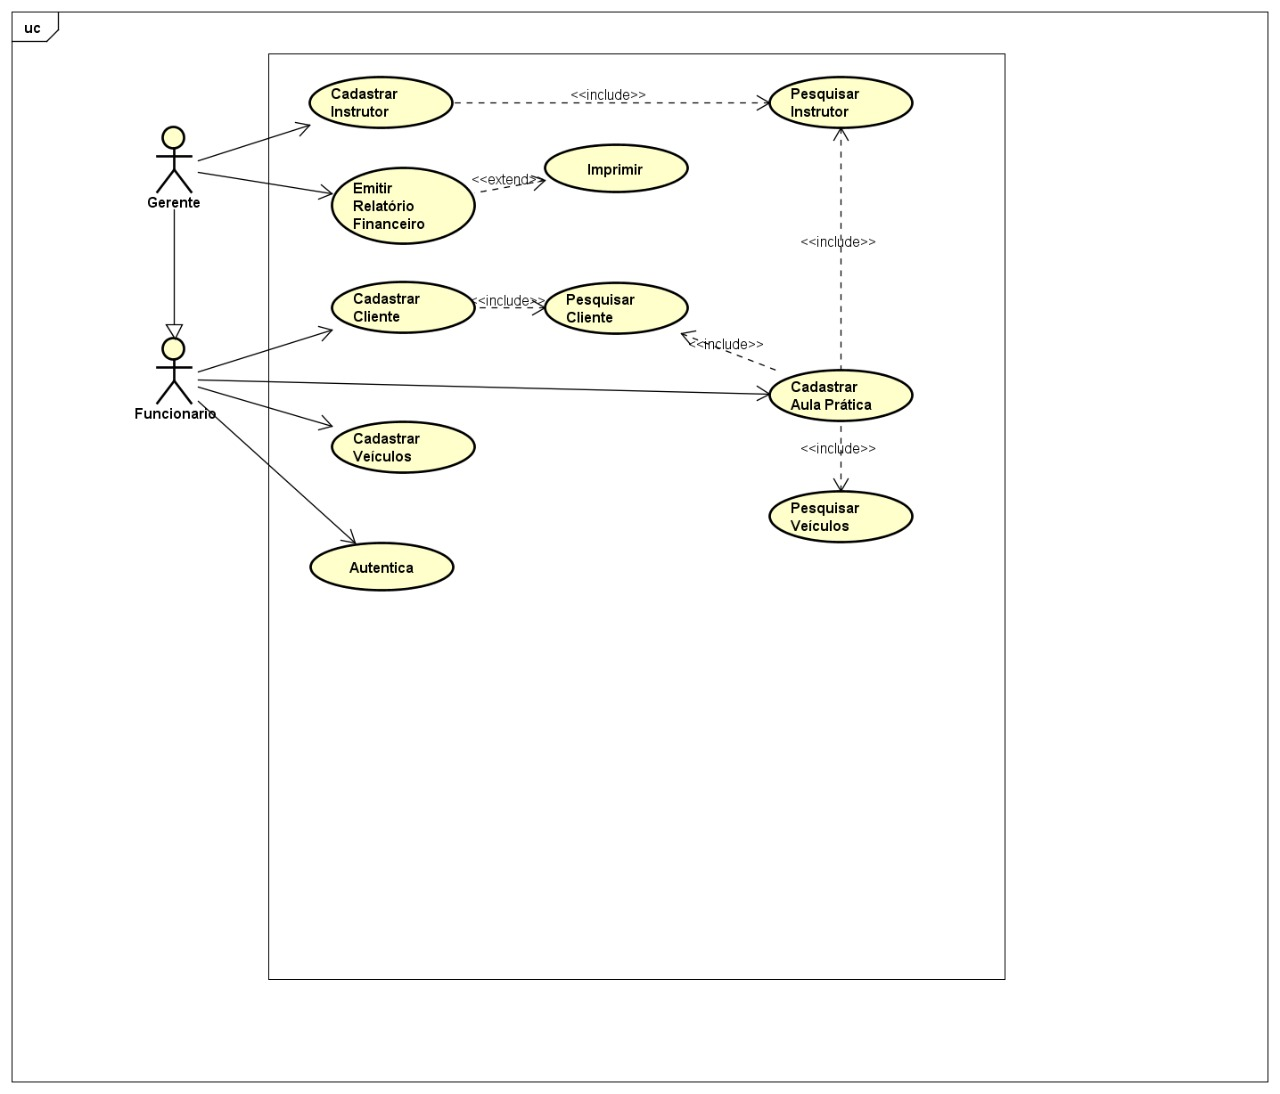 uc
Cadastrar
Instrutor
<<include>>
Pesquisar
Instrutor
Gerente
Emitir
Relatório
Financeiro
<<extend>>
Imprimir
<<include>>
Cadastrar
Cliente
<<include>>
Pesquisar
Cliente
<<include>>
Funcionario
Cadastrar
Aula Prática
Cadastrar
Veículos
<<include>>
Pesquisar
Veículos
Autentica